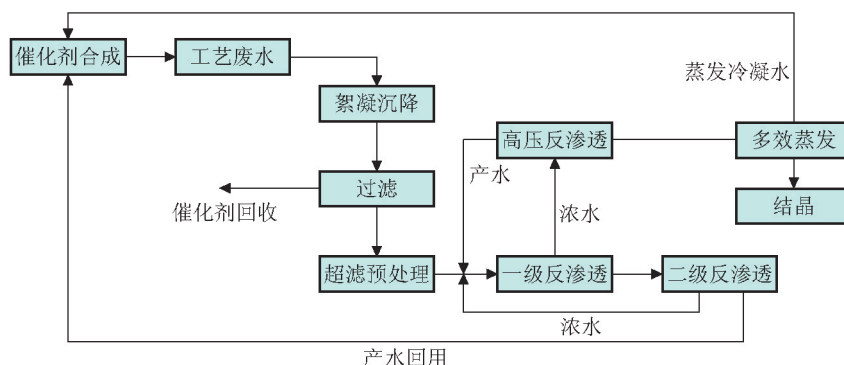 催化剂合成
工艺废水
蒸发冷凝水
絮凝沉降
高压反渗透
多效蒸发
产水
过滤
催化剂回收
浓水
结晶
超滤预处理
一级反渗透
二级反渗透
浓水
产水回用